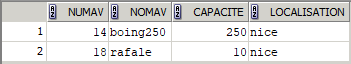 NUMAV NOMAV CAPACITE LOCALISATION
1 14 boing250 250 nice
2 18 rafale 10 nice